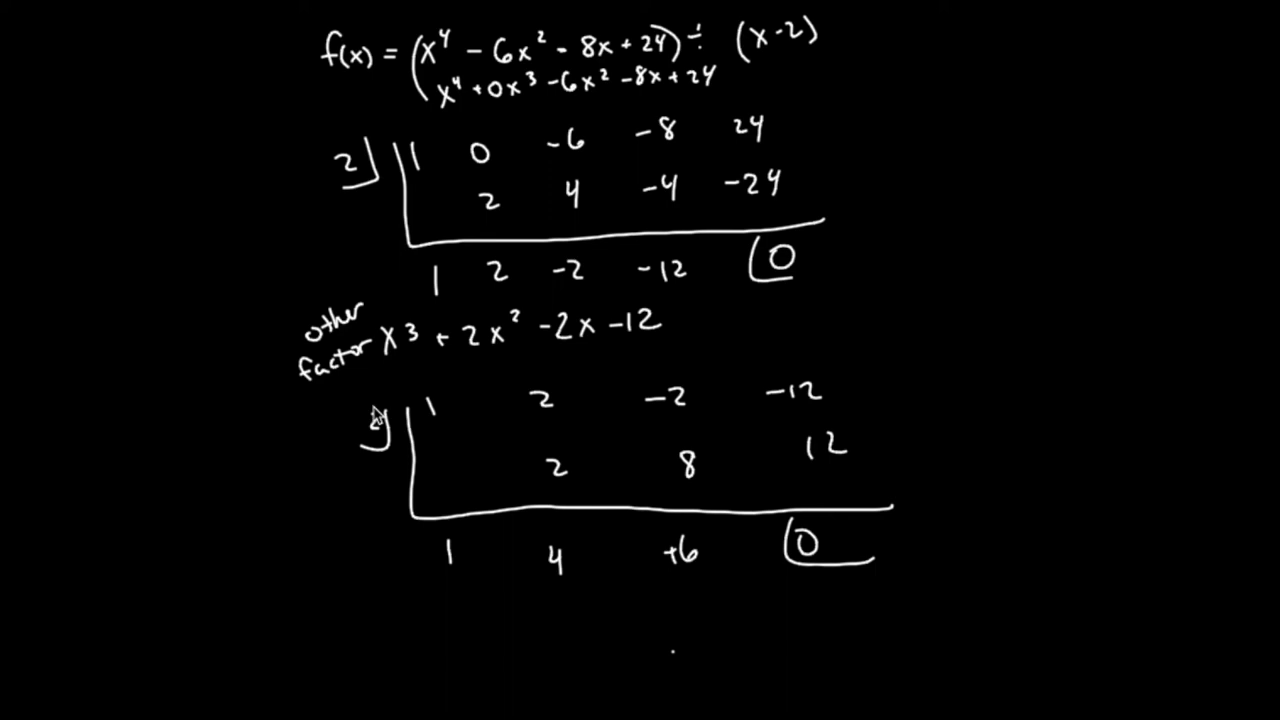 f(x) = (x⁴ - 6x² - 8x + 24) ÷ (x-2)
(x⁴ + 0x³ - 6x² - 8x + 24
2 1 0 -6 -8 24
2 4 -4 -24
1 2 -2 -12 0
other
factor x³ + 2x² - 2x - 12
1 2 -2 -12
2 8 12
1 4 +6 0